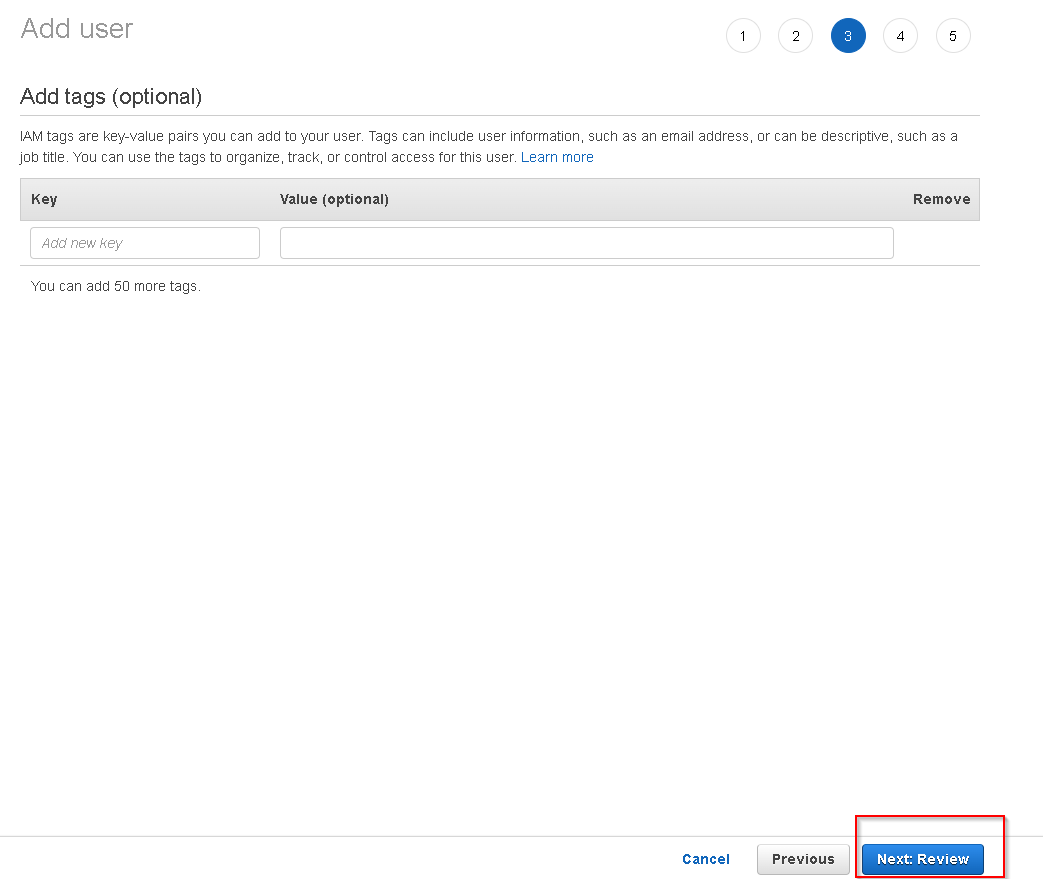 Add user
1 2 3 4 5
Add tags (optional)
IAM tags are key-value pairs you can add to your user. Tags can include user information, such as an email address, or can be descriptive, such as a
job title. You can use the tags to organize, track, or control access for this user. Learn more
Key Value (optional) Remove
Add new key
You can add 50 more tags.
Cancel Previous Next: Review